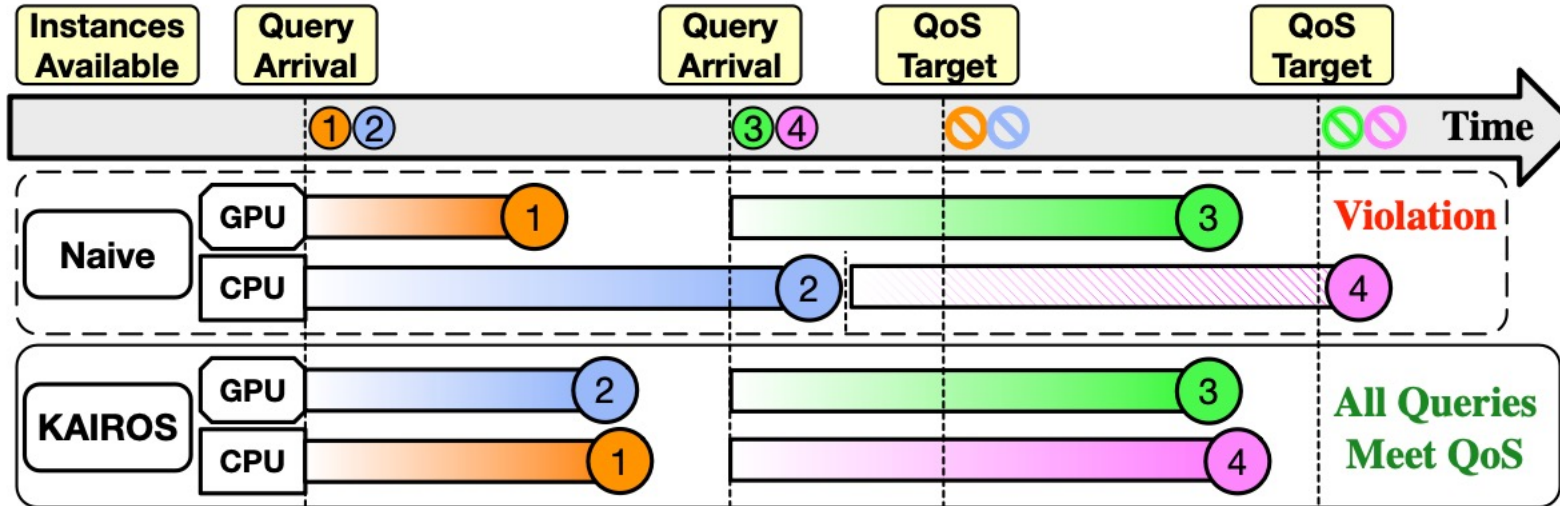 Instances
Available
Query
Arrival
Query
Arrival
QoS
Target
QoS
Target
1 2
3 4
Time
Naive
GPU
1
3
Violation
CPU
2
4
KAIROS
GPU
2
3
All Queries
Meet QoS
CPU
1
4